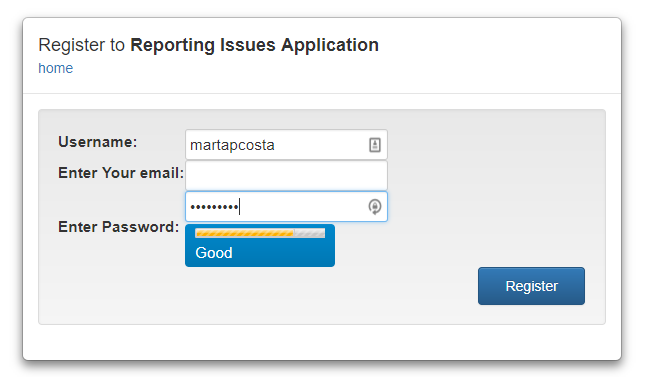 Register to Reporting Issues Application
home
Username: martapcosta
Enter Your email:
•••••••••
Enter Password:
Good
Register